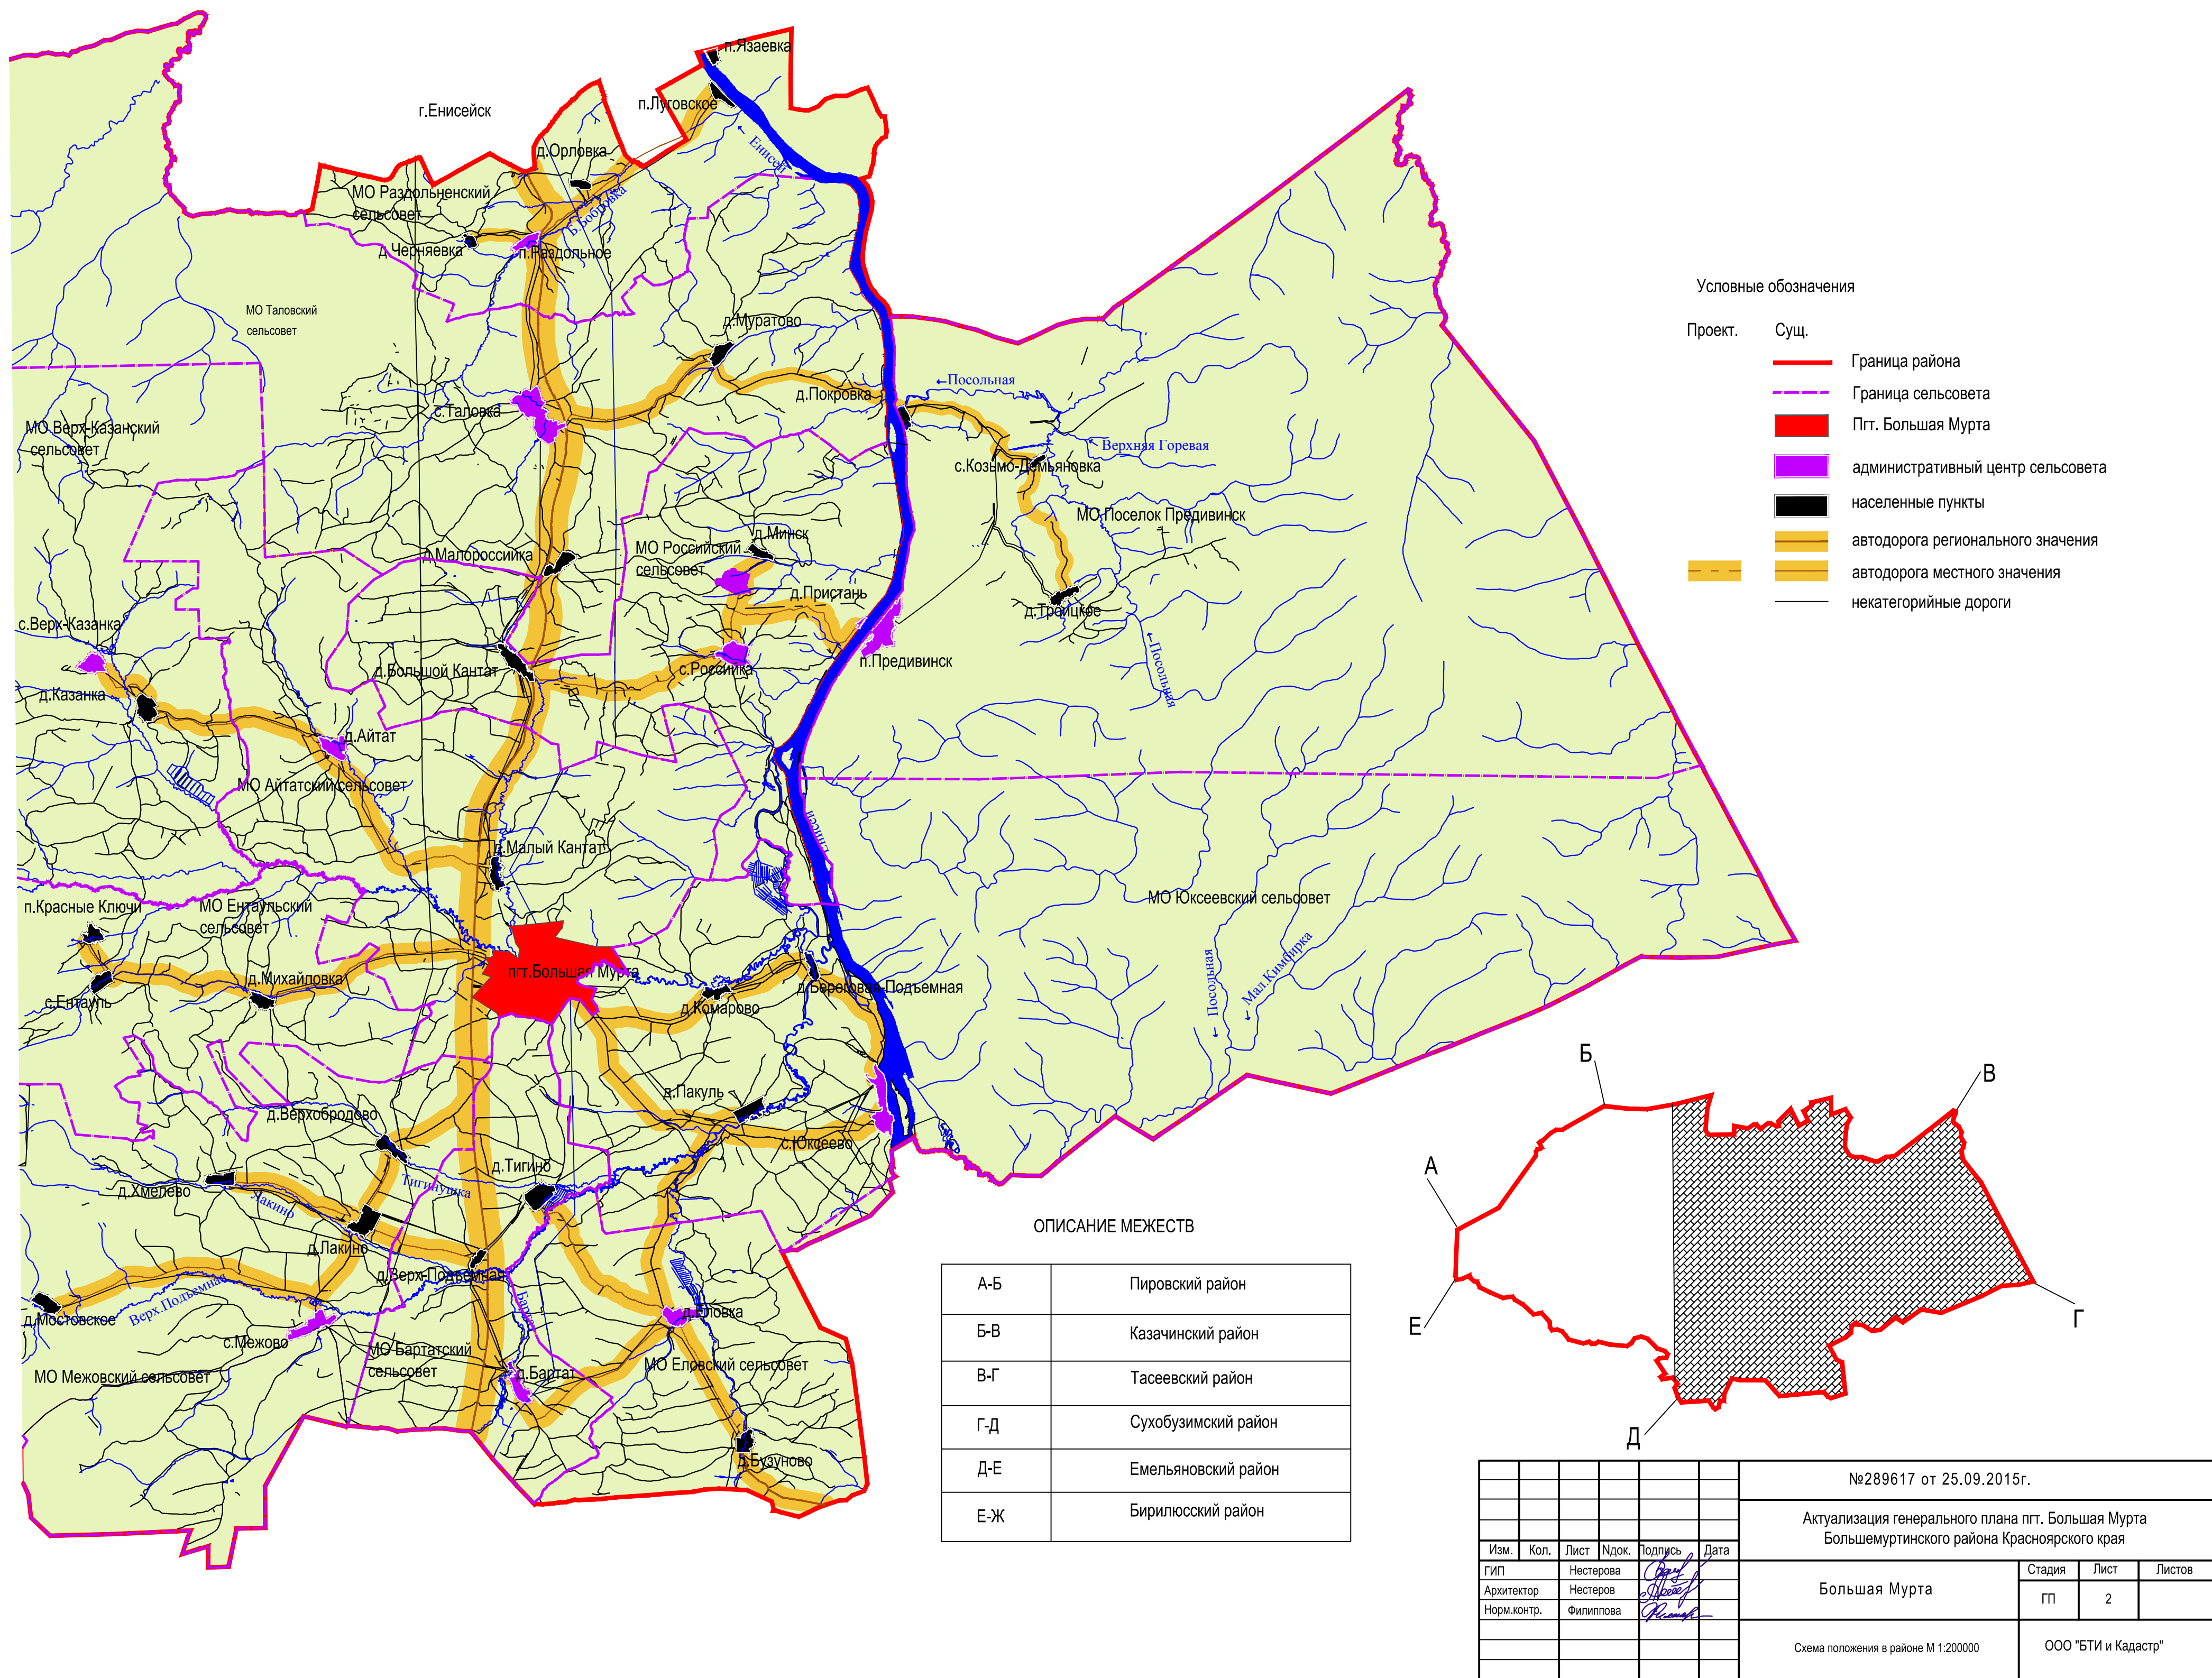 п.Язаевка
п.Луговское
г.Енисейск
Енисей
д.Орловка
МО Раздольненский
сельсовет
Б.Бобровка
д.Черняевка
п.Раздольное
МО Таловский
сельсовет
д.Муратово
Посольная
д.Покровка
с.Таловка
МО Верх-Казанский
сельсовет
Верхняя Горевая
с.Козьмо-Демьяновка
МО Поселок Предивинск
д.Минск
МО Российский
сельсовет
д.Малороссийка
д.Пристань
д.Троицкое
с.Верх-Казанка
п.Предивинск
с.Российка
д.Большой Кантат
Посольная
д.Казанка
д.Айтат
МО Айтатский сельсовет
Енисей
д.Малый Кантат
МО Юксеевский сельсовет
п.Красные Ключи
МО Ентаульский
сельсовет
Посольная
Мал.Кимбирка
пгт.Большая Мурта
д.Михайловка
д.Береговая-Подъемная
с.Ентауль
д.Комарово
д.Пакуль
д.Верхобродово
с.Юксеево
д.Тигино
Тигинушка
д.Хмелево
Лакино
д.Лакино
д.Верх-Подъемная
Верх.Подъемная
Бартат
д.Мостовское
д.Еловка
с.Межово
МО Бартатский
сельсовет
МО Еловский сельсовет
МО Межовский сельсовет
д.Бартат
д.Бузуново
Условные обозначения
Проект. Сущ.
Граница района
Граница сельсовета
Пгт. Большая Мурта
административный центр сельсовета
населенные пункты
автодорога регионального значения
автодорога местного значения
некатегорийные дороги
ОПИСАНИЕ МЕЖЕСТВ
А-Б Пировский район
Б-В Казачинский район
В-Г Тасеевский район
Г-Д Сухобузимский район
Д-Е Емельяновский район
Е-Ж Бирилюсский район
Б
В
А
Е
Г
Д
№289617 от 25.09.2015г.
Актуализация генерального плана пгт. Большая Мурта
Большемуртинского района Красноярского края
Изм. Кол. Лист Nдок. Подпись Дата
ГИП Нестерова
Архитектор Нестеров
Норм.контр. Филиппова
Большая Мурта
Стадия Лист Листов
ГП 2
Схема положения в районе М 1:200000
ООО "БТИ и Кадастр"